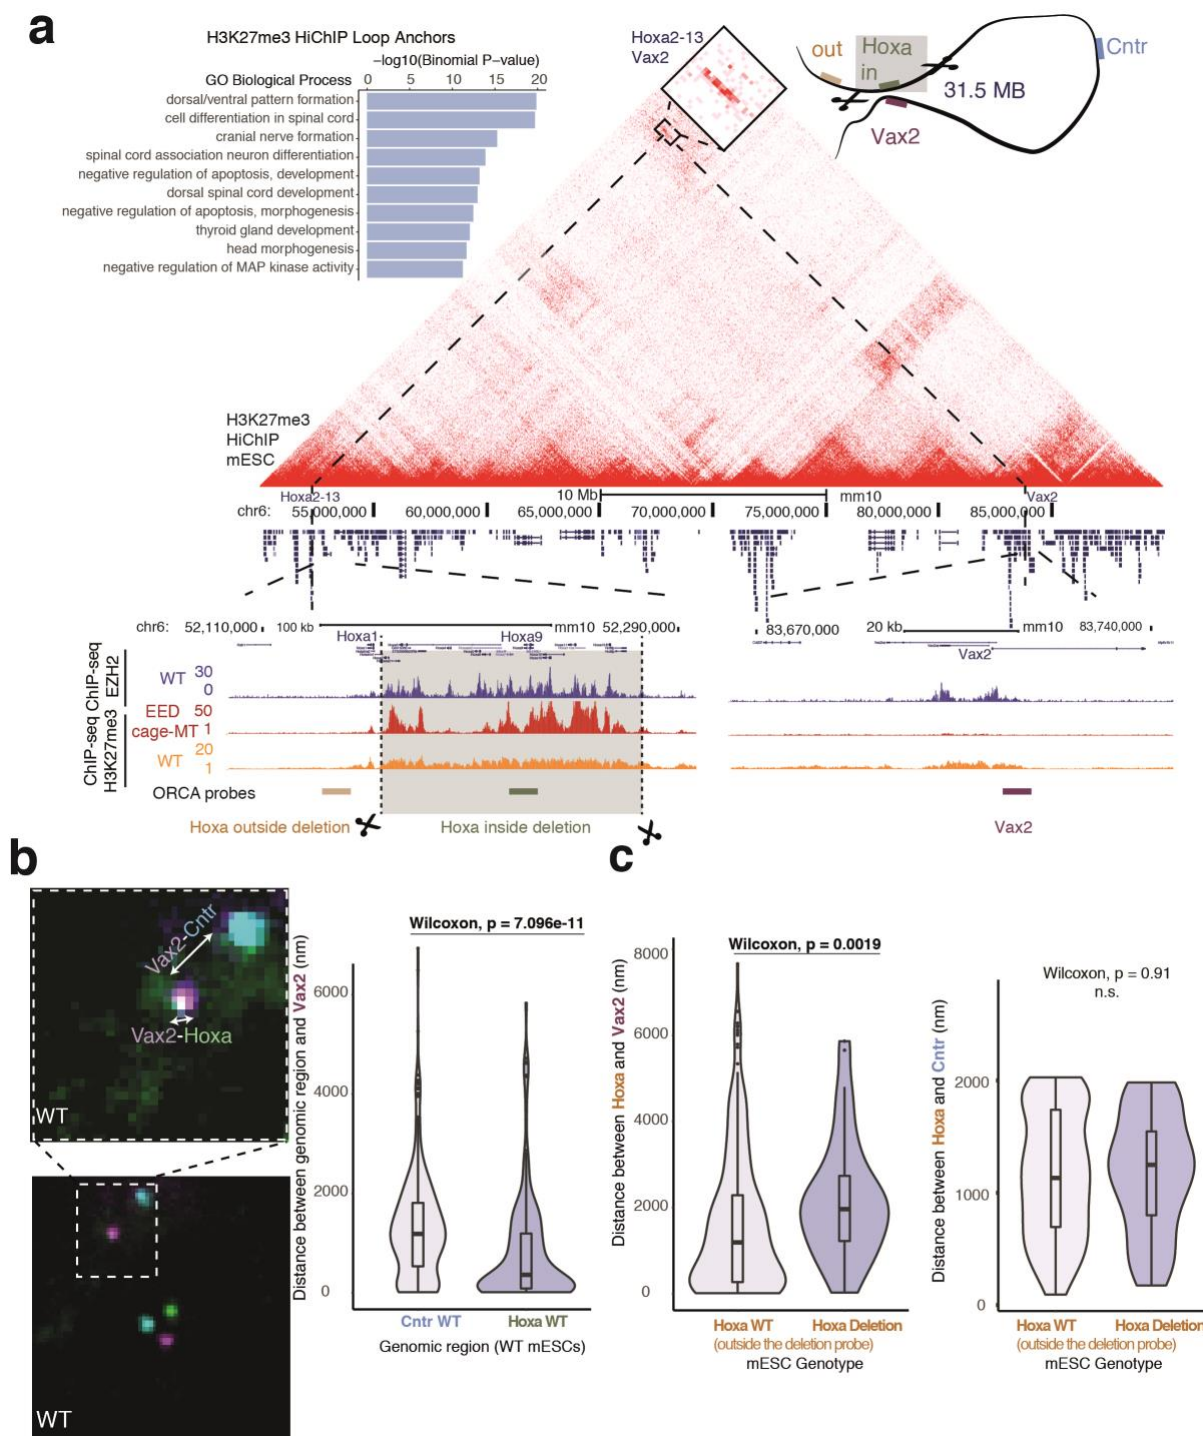 a
H3K27me3 HiChIP Loop Anchors
−log10(Binomial P−value)
GO Biological Process
0 5 10 15 20
dorsal/ventral pattern formation
cell differentiation in spinal cord
cranial nerve formation
spinal cord association neuron differentiation
negative regulation of apoptosis, development
dorsal spinal cord development
negative regulation of apoptosis, morphogenesis
thyroid gland development
head morphogenesis
negative regulation of MAP kinase activity
Hoxa2-13
Vax2
out
Hoxa
in
Cntr
31.5 MB
Vax2
H3K27me3
HiChIP
mESC
Hoxa2-13
10 Mb
mm10
Vax2
chr6: 55,000,000 60,000,000 65,000,000 70,000,000 75,000,000 80,000,000 85,000,000
chr6: 52,110,000 100 kb mm10 52,290,000
83,670,000 20 kb mm10 83,740,000
Hoxa1 Hoxa9
Vax2
ChIP-seq EZH2
WT 30
0
ChIP-seq H3K27me3
EED 50
cage-MT 1
WT 20
1
ORCA probes
Hoxa outside deletion
Hoxa inside deletion
Vax2
b
Vax2-Cntr
Vax2-Hoxa
WT
WT
Distance between genomic region and Vax2 (nm)
Wilcoxon, p = 7.096e-11
6000
4000
2000
0
Cntr WT Hoxa WT
Genomic region (WT mESCs)
c
Distance between Hoxa and Vax2 (nm)
Wilcoxon, p = 0.0019
8000
6000
4000
2000
0
Hoxa WT Hoxa Deletion
(outside the deletion probe)
mESC Genotype
Distance between Hoxa and Cntr (nm)
Wilcoxon, p = 0.91
n.s.
2000
1000
0
Hoxa WT Hoxa Deletion
(outside the deletion probe)
mESC Genotype